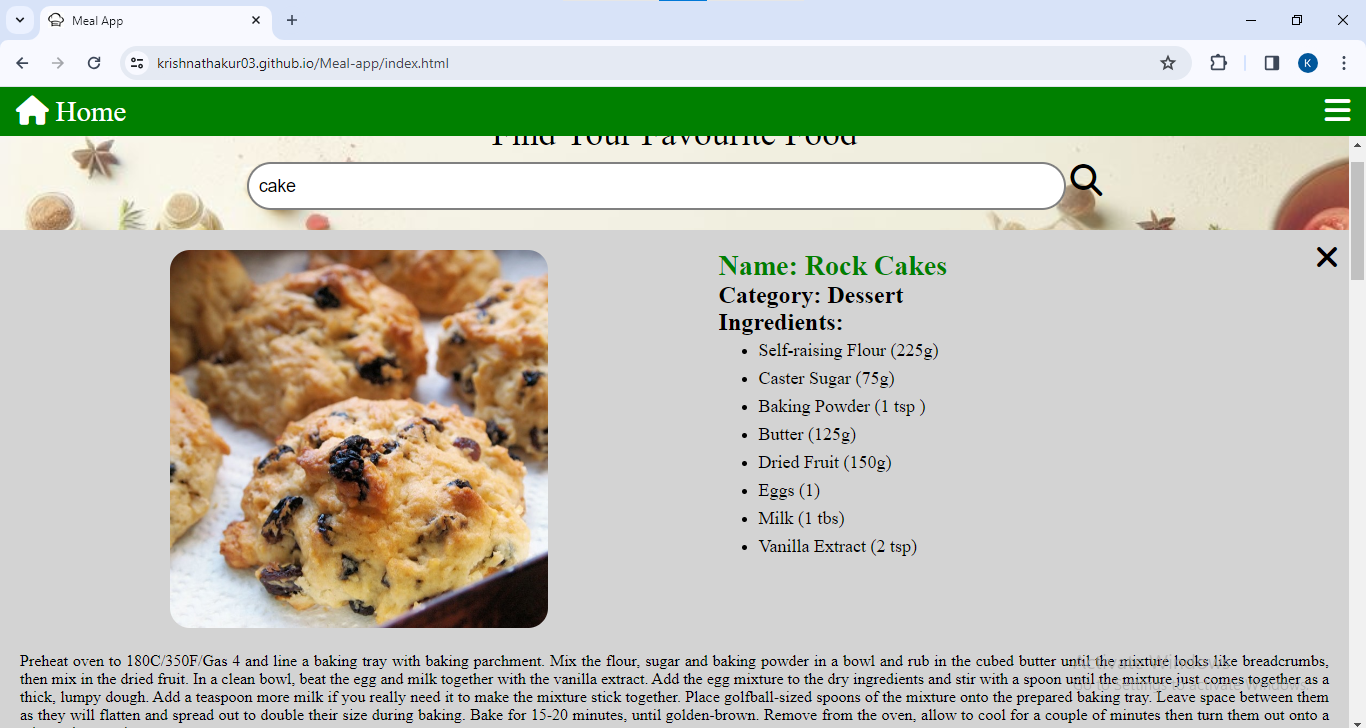 Meal App
krishnathakur03.github.io/Meal-app/index.html
K
Home
Find Your Favourite Food
cake
Name: Rock Cakes
Category: Dessert
Ingredients:
Self-raising Flour (225g)
Caster Sugar (75g)
Baking Powder (1 tsp )
Butter (125g)
Dried Fruit (150g)
Eggs (1)
Milk (1 tbs)
Vanilla Extract (2 tsp)
Preheat oven to 180C/350F/Gas 4 and line a baking tray with baking parchment. Mix the flour, sugar and baking powder in a bowl and rub in the cubed butter until the mixture looks like breadcrumbs,
then mix in the dried fruit. In a clean bowl, beat the egg and milk together with the vanilla extract. Add the egg mixture to the dry ingredients and stir with a spoon until the mixture just comes together as a
thick, lumpy dough. Add a teaspoon more milk if you really need it to make the mixture stick together. Place golfball-sized spoons of the mixture onto the prepared baking tray. Leave space between them
as they will flatten and spread out to double their size during baking. Bake for 15-20 minutes, until golden-brown. Remove from the oven, allow to cool for a couple of minutes then turn them out onto a
Activate Windows
Go to Settings to activate Windows.